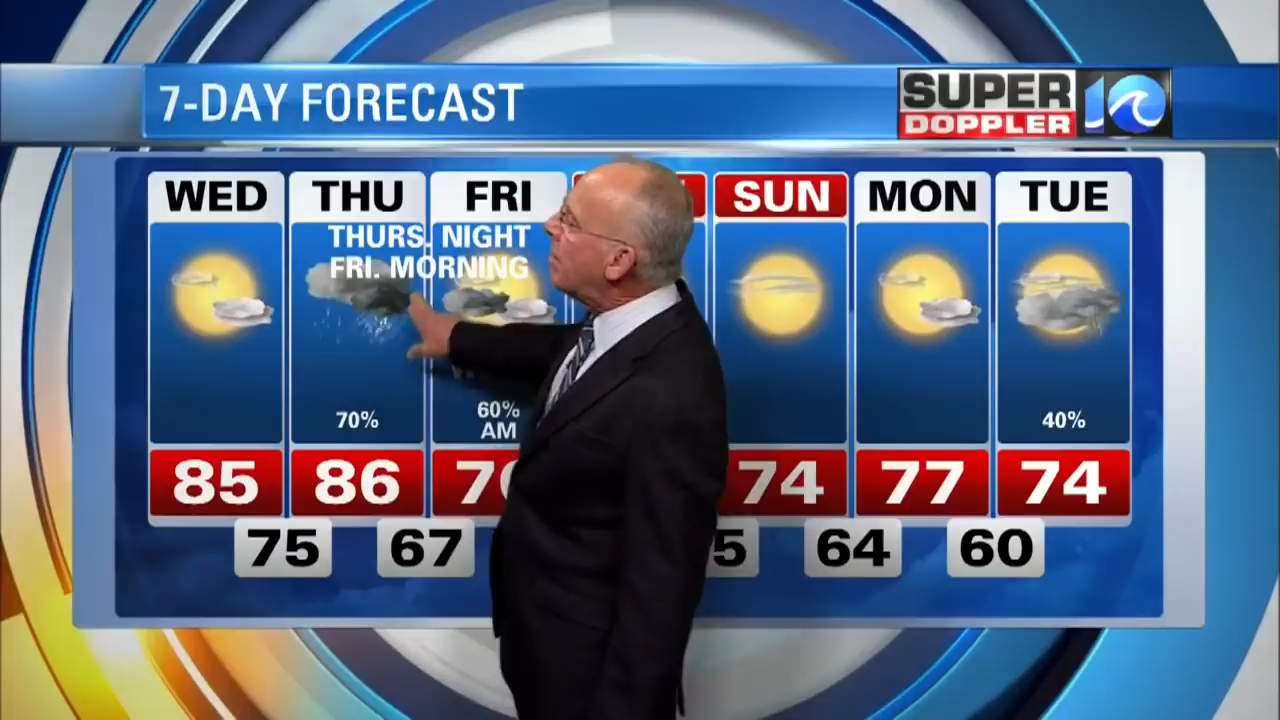 7-DAY FORECAST
SUPER
DOPPLER
10
WED THU FRI SUN MON TUE
THURS. NIGHT
FRI. MORNING
70%
60%
AM
40%
85 86 74 77 74
75 67 64 60